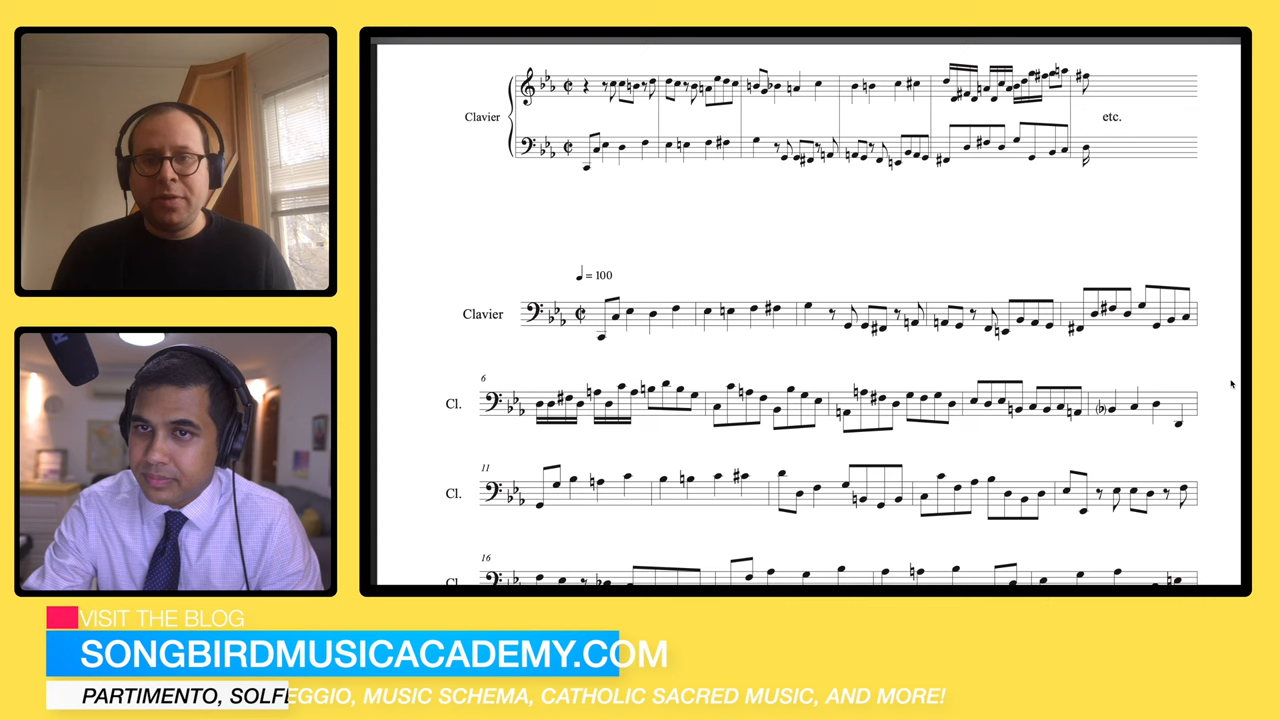 Clavier
etc.
= 100
Clavier
6
Cl.
11
Cl.
16
Cl.
VISIT THE BLOG
SONGBIRDMUSICACADEMY.COM
PARTIMENTO, SOLFEGGIO, MUSIC SCHEMA, CATHOLIC SACRED MUSIC, AND MORE!